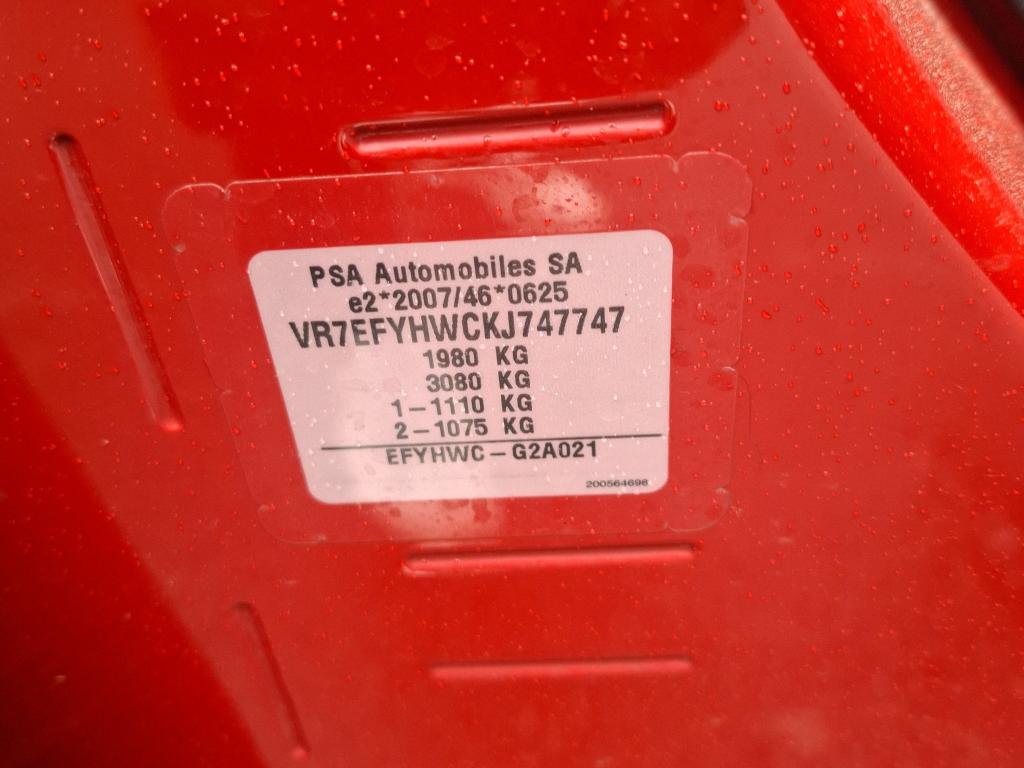 PSA Automobiles SA
e2*2007/46*0625
VR7EFYHWCKJ747747
1980 KG
3080 KG
1-1110 KG
2-1075 KG
EFYHWC-G2A021
200564698